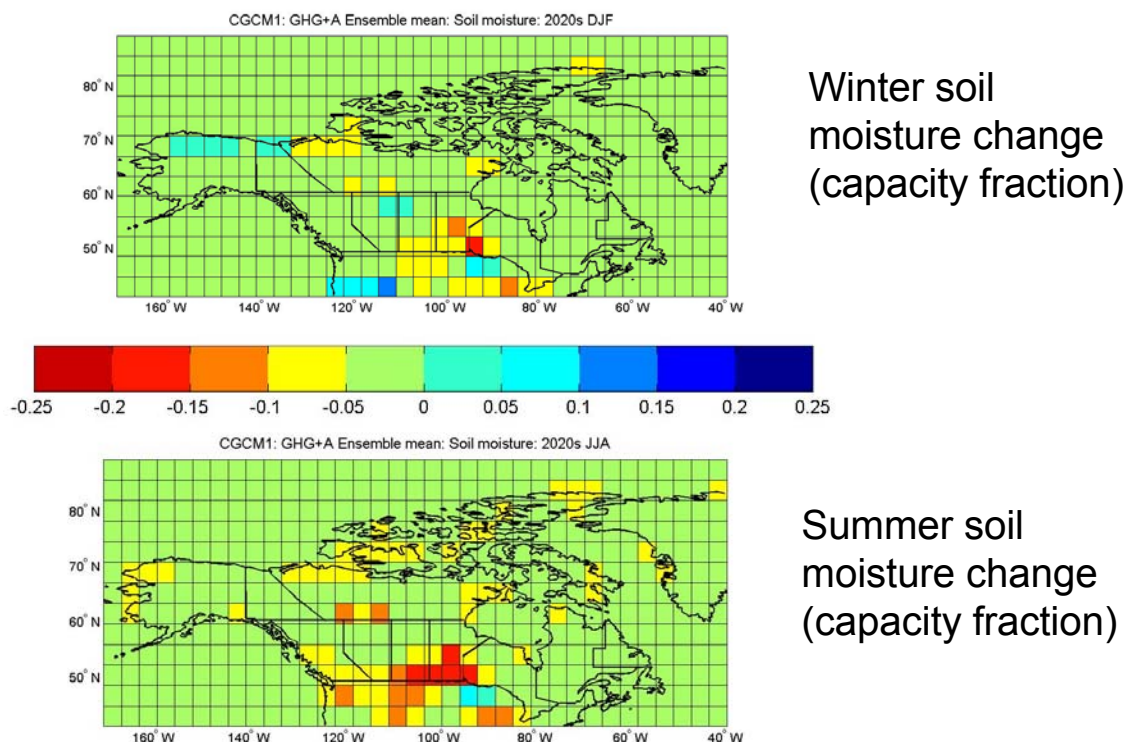 CGCM1: GHG+A Ensemble mean: Soil moisture: 2020s DJF
80° N
70° N
60° N
50° N
160° W 140° W 120° W 100° W 80° W 60° W 40° W
Winter soil
moisture change
(capacity fraction)
-0.25 -0.2 -0.15 -0.1 -0.05 0 0.05 0.1 0.15 0.2 0.25
CGCM1: GHG+A Ensemble mean: Soil moisture: 2020s JJA
80° N
70° N
60° N
50° N
160° W 140° W 120° W 100° W 80° W 60° W 40° W
Summer soil
moisture change
(capacity fraction)